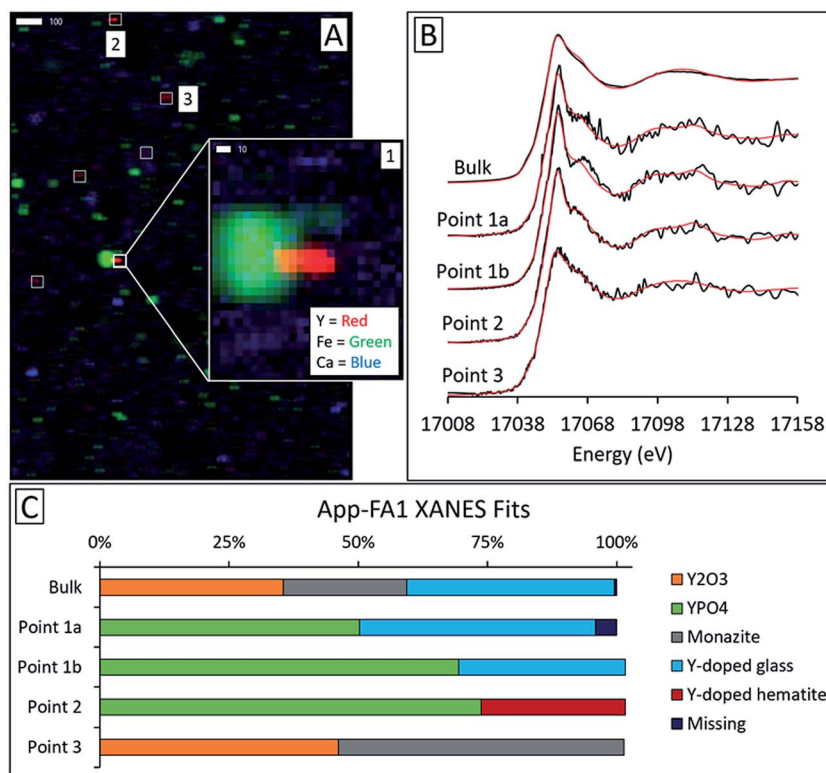 100
A
2
3
1
10
Y = Red
Fe = Green
Ca = Blue
B
Bulk
Point 1a
Point 1b
Point 2
Point 3
17008 17038 17068 17098 17128 17158
Energy (eV)
C
App-FA1 XANES Fits
0% 25% 50% 75% 100%
Bulk
Point 1a
Point 1b
Point 2
Point 3
Y2O3
YPO4
Monazite
Y-doped glass
Y-doped hematite
Missing